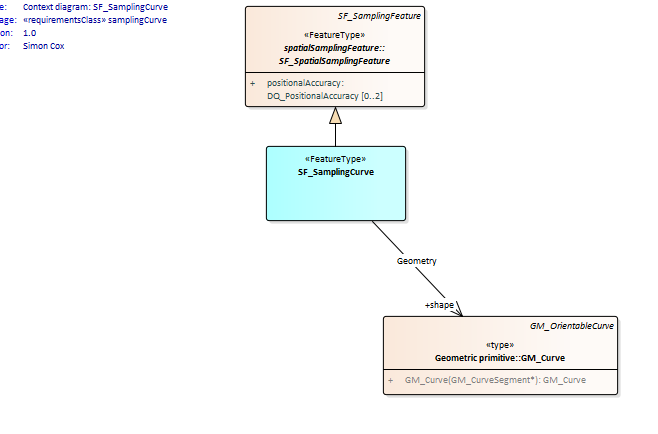 e: Context diagram: SF_SamplingCurve
age: «requirementsClass» samplingCurve
on: 1.0
or: Simon Cox
SF_SamplingFeature
«FeatureType»
spatialSamplingFeature::
SF_SpatialSamplingFeature
+ positionalAccuracy:
DQ_PositionalAccuracy [0..2]
«FeatureType»
SF_SamplingCurve
Geometry
+shape
GM_OrientableCurve
«type»
Geometric primitive::GM_Curve
+ GM_Curve(GM_CurveSegment*): GM_Curve